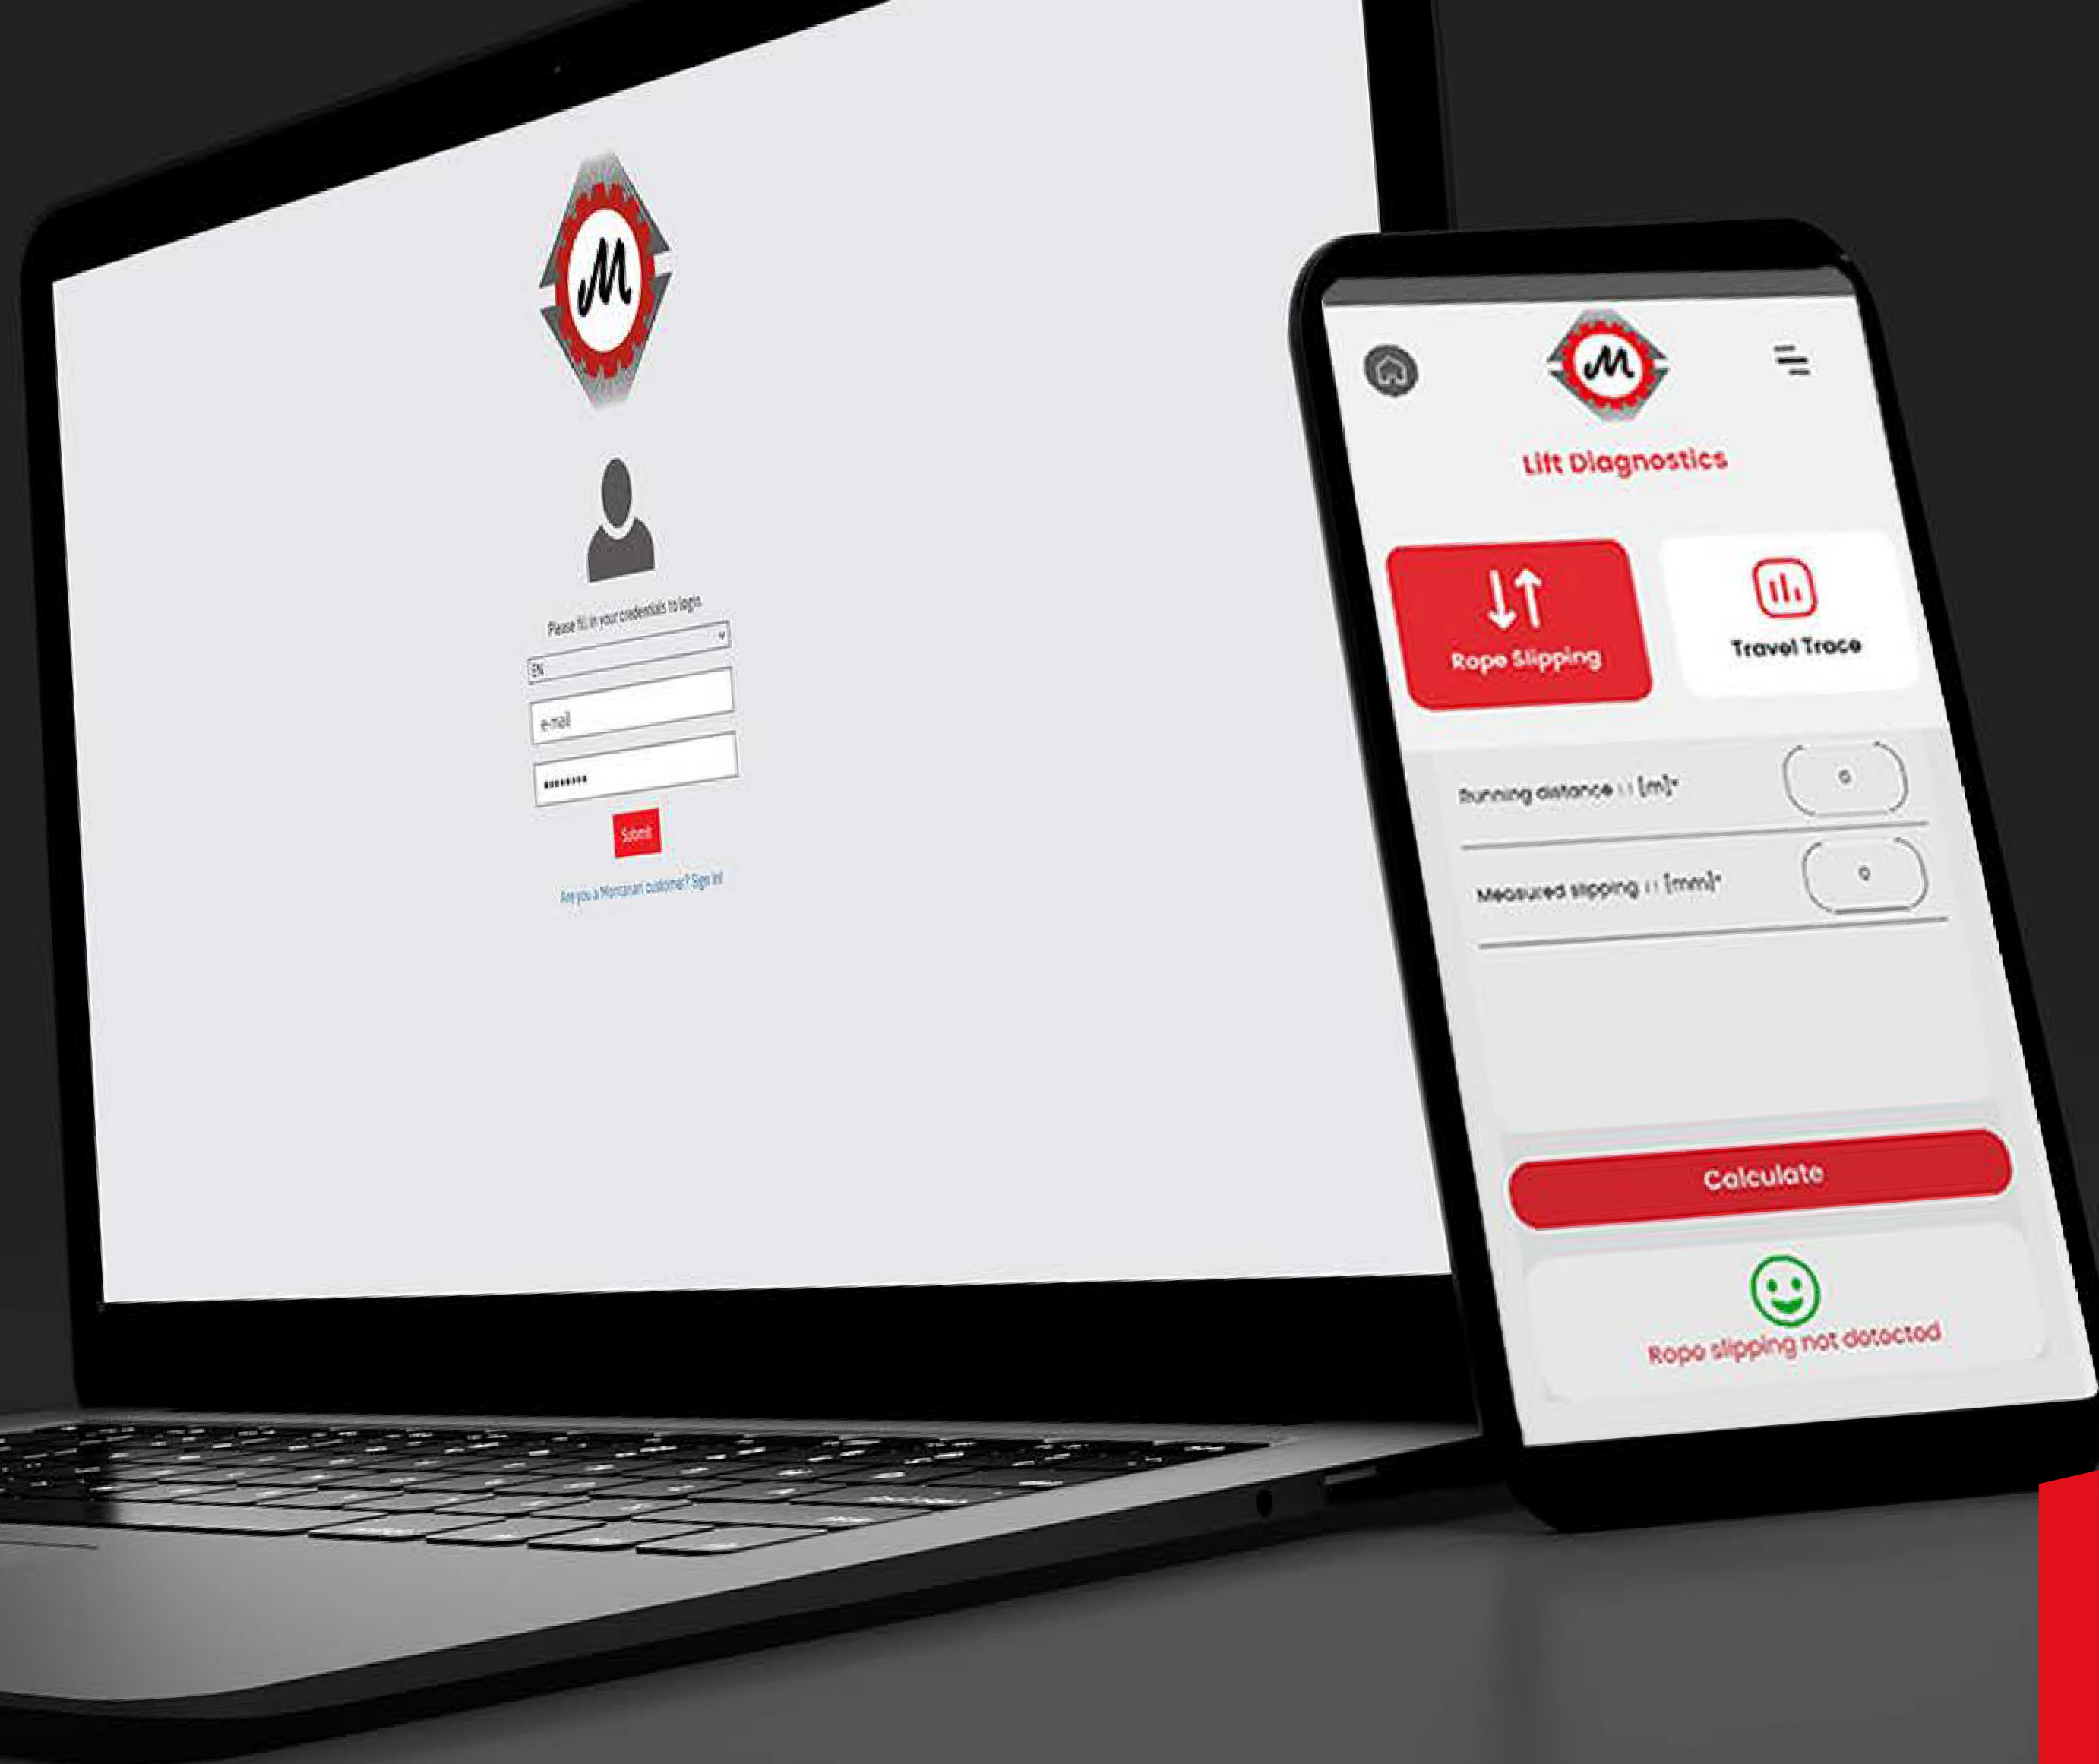 M
Please fill in your credentials to login.
EN
e-mail
Submit
Are you a Montanari customer? Sign in!
M
Lift Diagnostics
Rope Slipping
Travel Trace
Running distance ↓↑ [m]*
0
Measured slipping ↓↑ [mm]*
0
Calculate
Rope slipping not detected